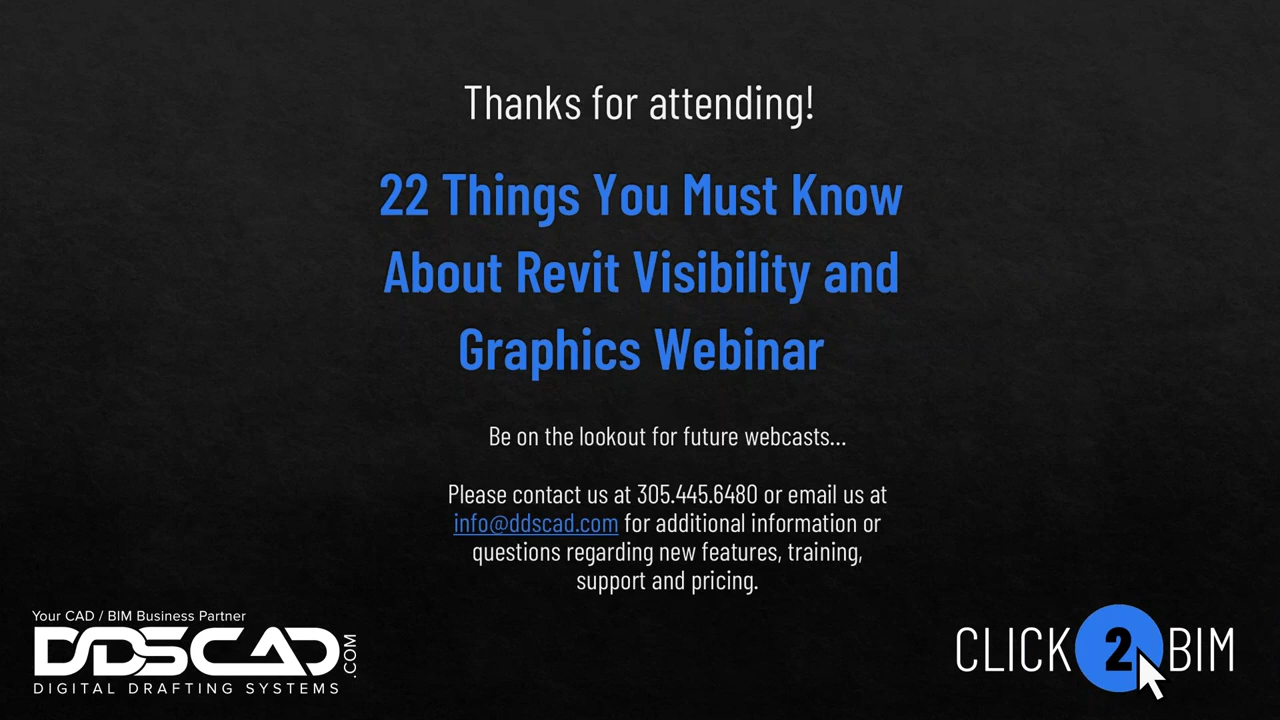 Thanks for attending!
22 Things You Must Know
About Revit Visibility and
Graphics Webinar
Be on the lookout for future webcasts...
Please contact us at 305.445.6480 or email us at
info@ddscad.com for additional information or
questions regarding new features, training,
support and pricing.
Your CAD / BIM Business Partner
DDSCAD.COM
DIGITAL DRAFTING SYSTEMS
CLICK 2 BIM